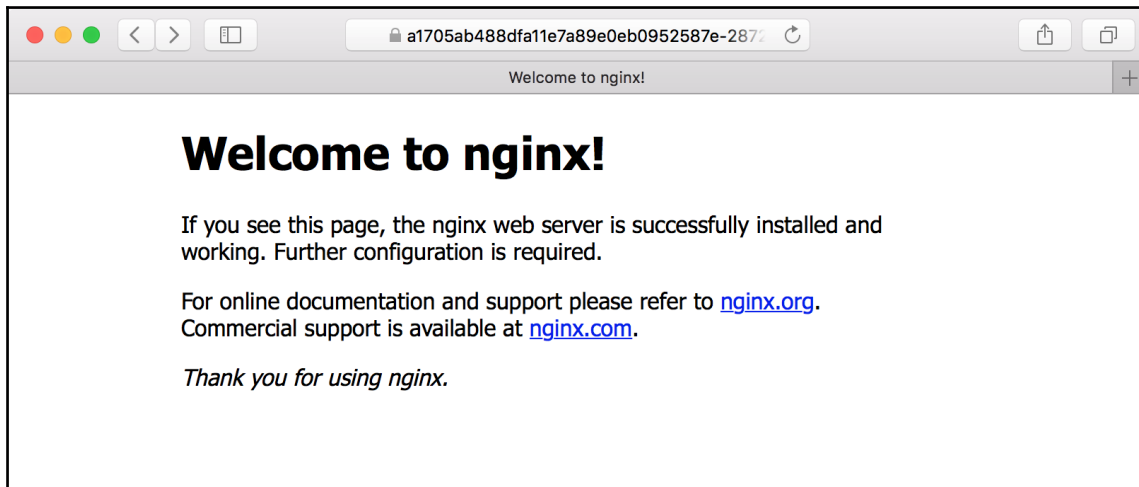 a1705ab488dfa11e7a89e0eb0952587e-2872
Welcome to nginx!
Welcome to nginx!
If you see this page, the nginx web server is successfully installed and
working. Further configuration is required.
For online documentation and support please refer to nginx.org.
Commercial support is available at nginx.com.
Thank you for using nginx.